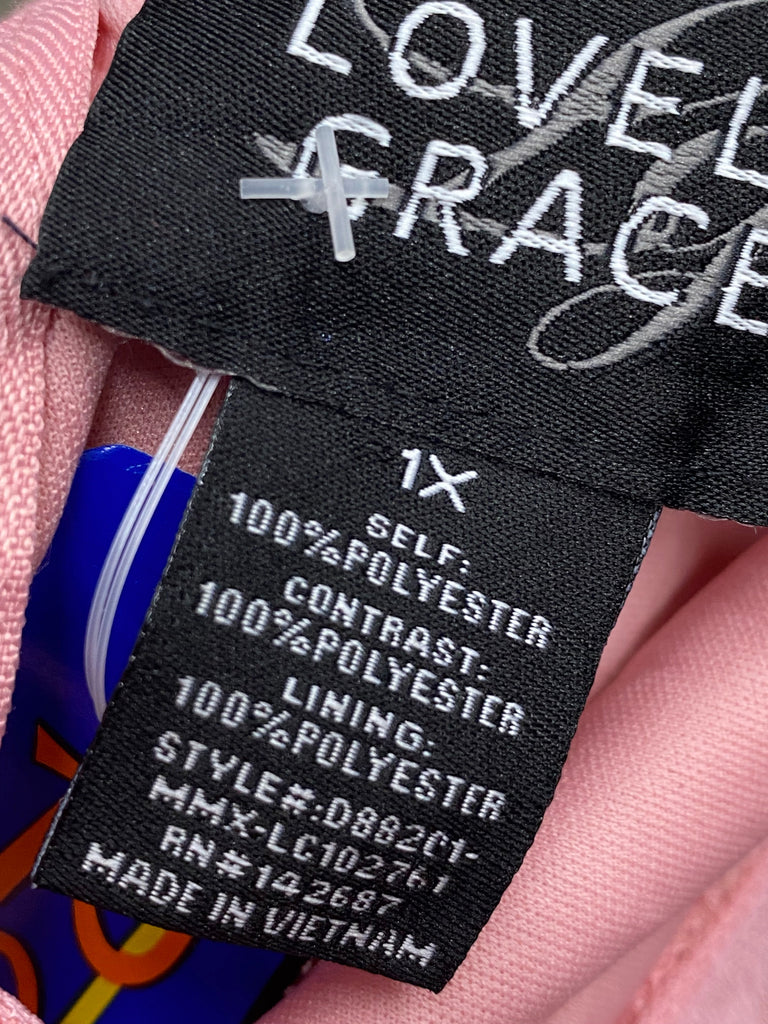 LOVEL
GRACE
1X
SELF:
100%POLYESTER
CONTRAST:
100%POLYESTER
LINING:
100%POLYESTER
STYLE#:D882C1-
MMX-LC102761
RN#142687
MADE IN VIETNAM